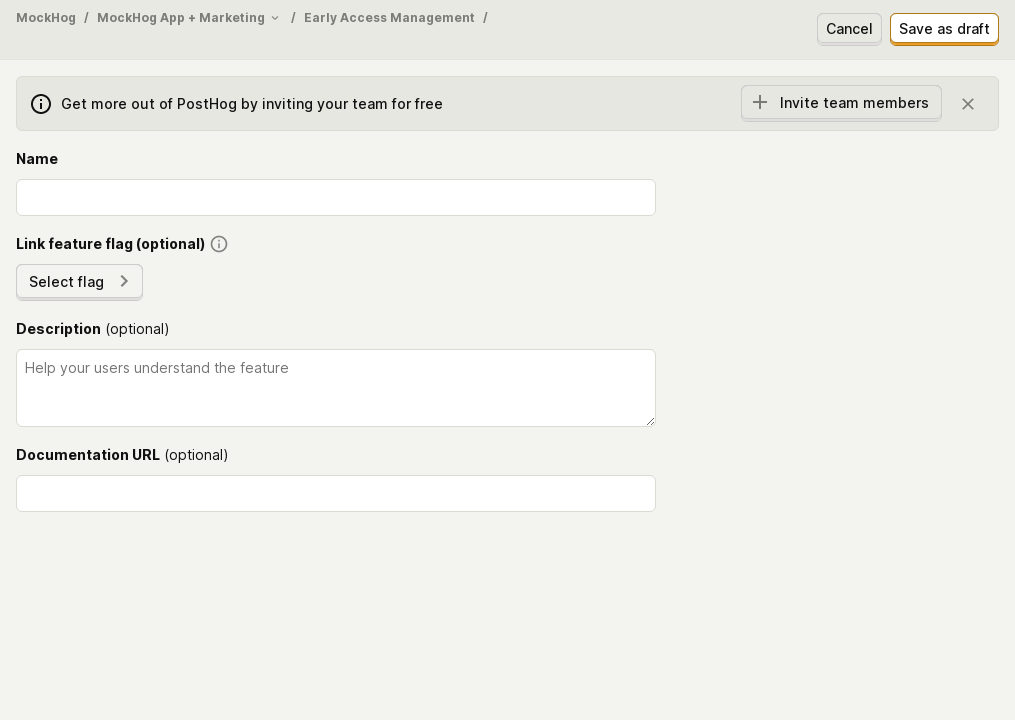 MockHog / MockHog App + Marketing / Early Access Management /
Cancel
Save as draft
Get more out of PostHog by inviting your team for free
Invite team members
Name
Link feature flag (optional)
Select flag
Description (optional)
Help your users understand the feature
Documentation URL (optional)